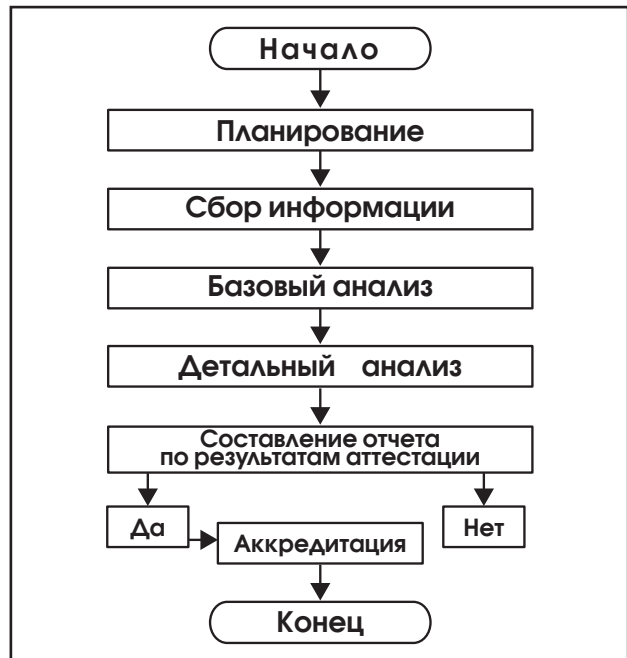 Начало
Планирование
Сбор информации
Базовый анализ
Детальный анализ
Составление отчета
по результатам аттестации
Да
Нет
Аккредитация
Конец